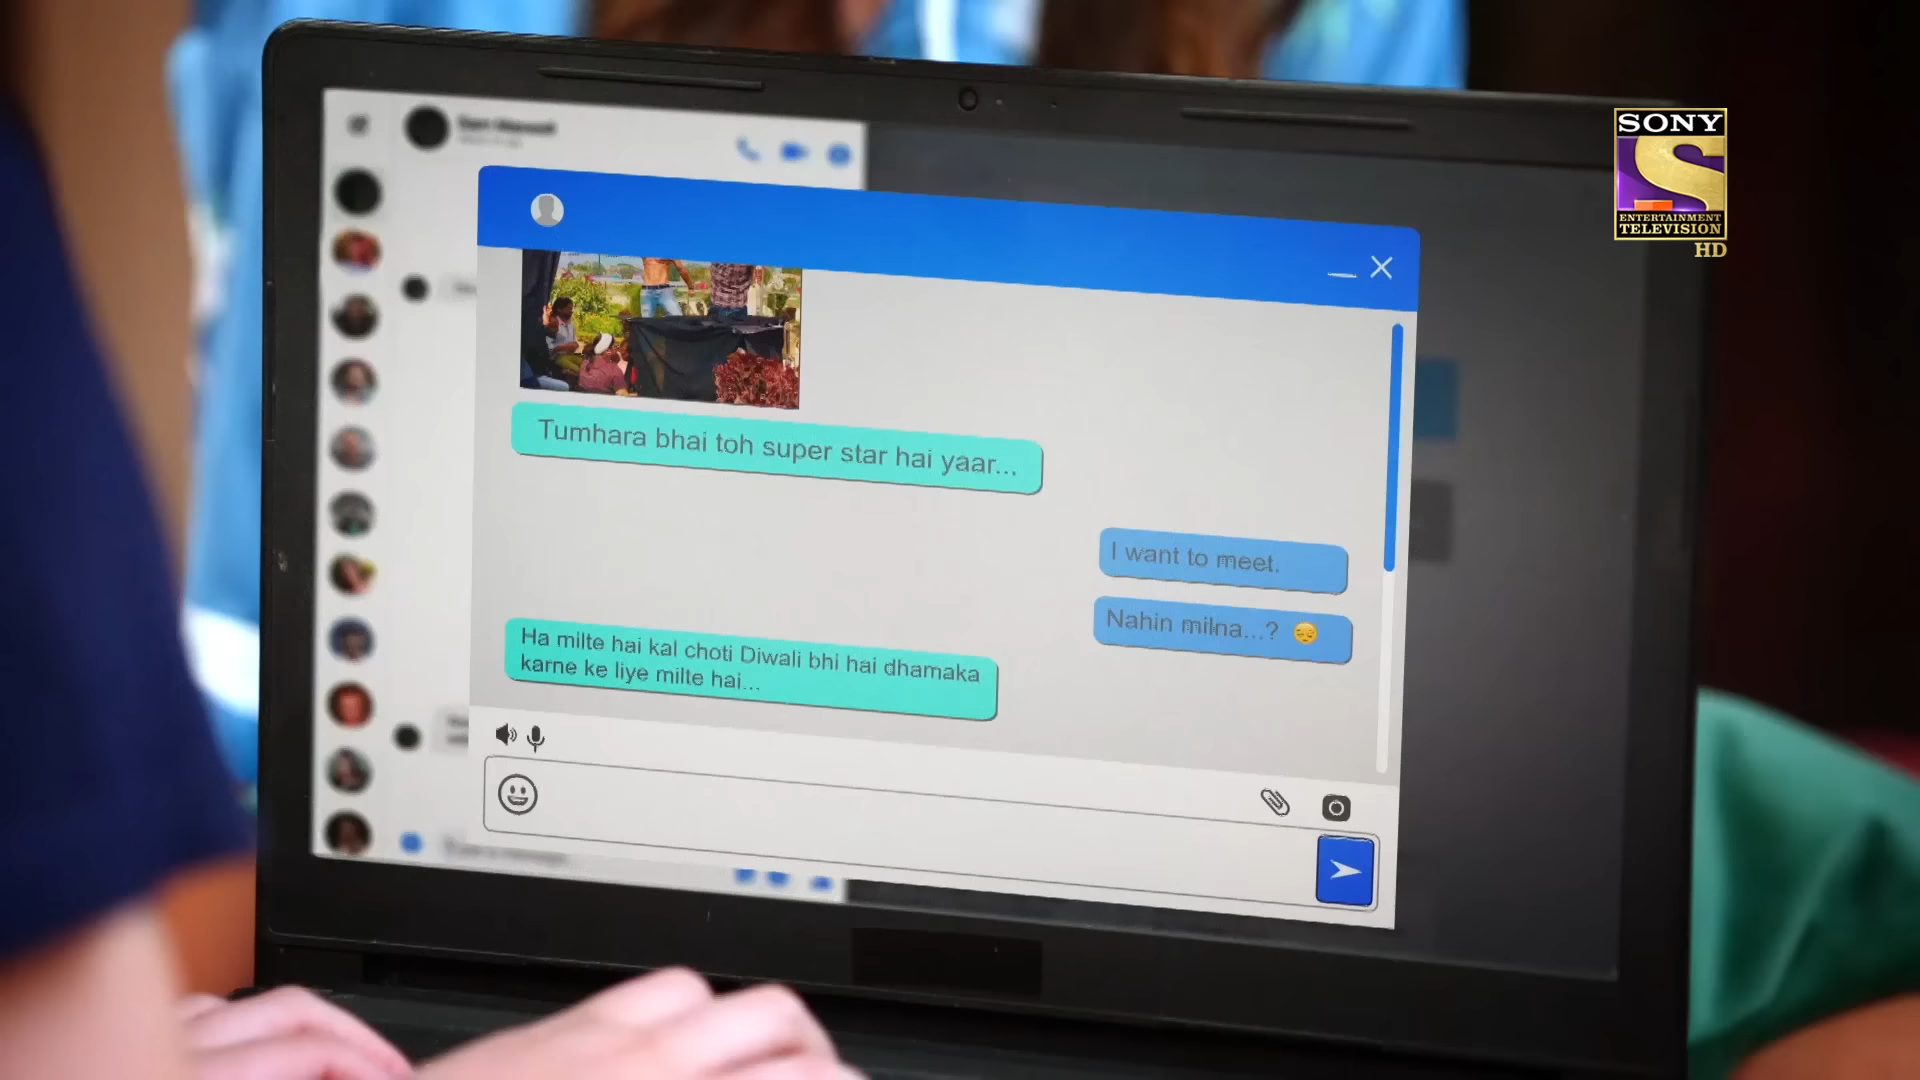 SONY
ENTERTAINMENT
TELEVISION
HD
Tumhara bhai toh super star hai yaar...
I want to meet.
Nahin milna...? 😔
Ha milte hai kal choti Diwali bhi hai dhamaka
karne ke liye milte hai...